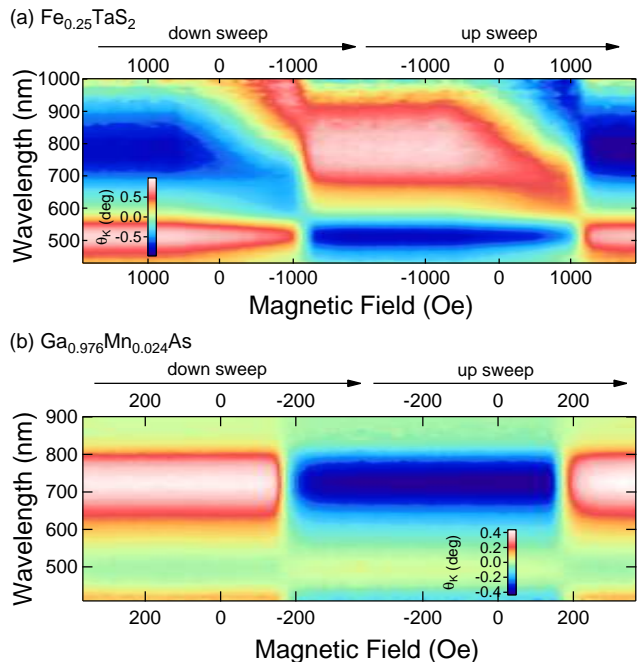 (a) Fe0.25TaS2
down sweep up sweep
1000 0 -1000 -1000 0 1000
Wavelength (nm)
1000
900
800
700
600
500
θK (deg)
0.5
0.0
-0.5
1000 0 -1000 -1000 0 1000
Magnetic Field (Oe)
(b) Ga0.976Mn0.024As
down sweep up sweep
200 0 -200 -200 0 200
Wavelength (nm)
900
800
700
600
500
θK (deg)
0.4
0.2
0.0
-0.2
-0.4
200 0 -200 -200 0 200
Magnetic Field (Oe)